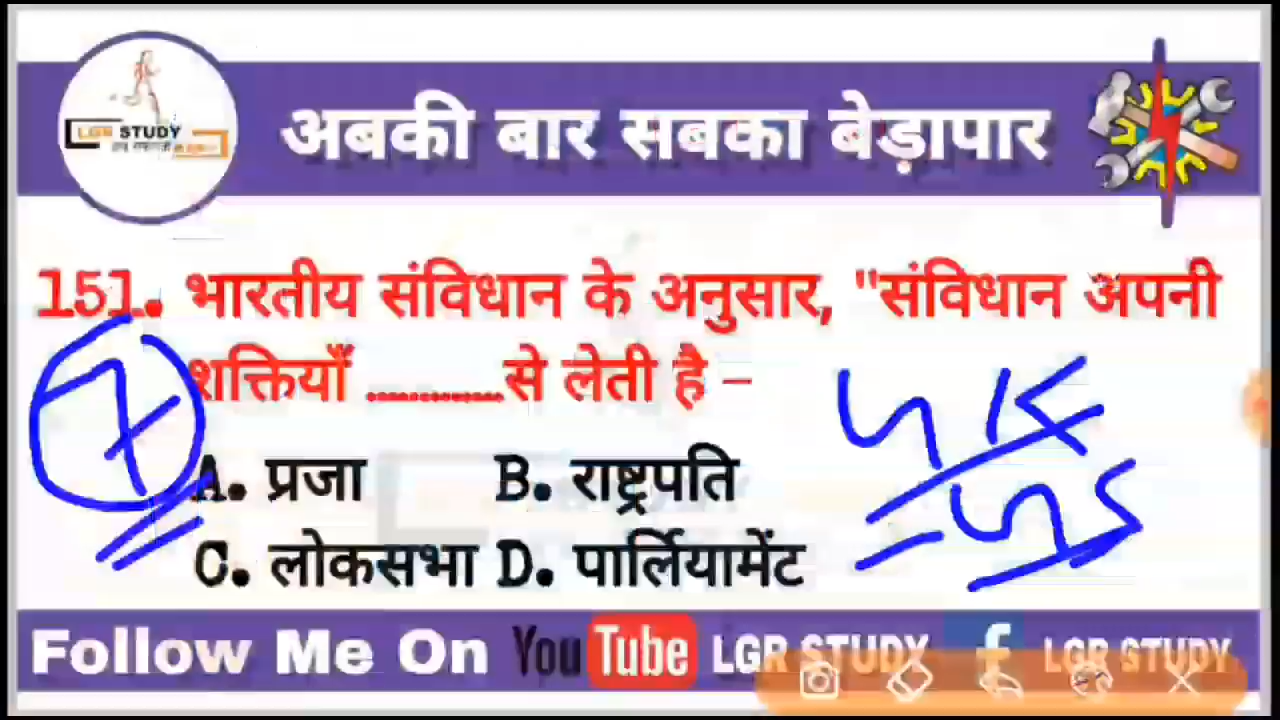 LGR STUDY
अबकी बार सबका बेड़ापार
151. भारतीय संविधान के अनुसार, "संविधान अपनी
शक्तियाँ .............से लेती है –
A. प्रजा B. राष्ट्रपति
C. लोकसभा D. पार्लियामेंट
Follow Me On YouTube LGR STUDY f LGR STUDY